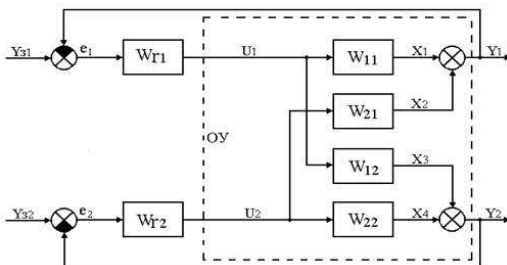 Yз1 e1 Wr1 U1 W11 X1 Y1
W21 X2
ОУ
W12 X3
Yз2 e2 Wr2 U2 W22 X4 Y2